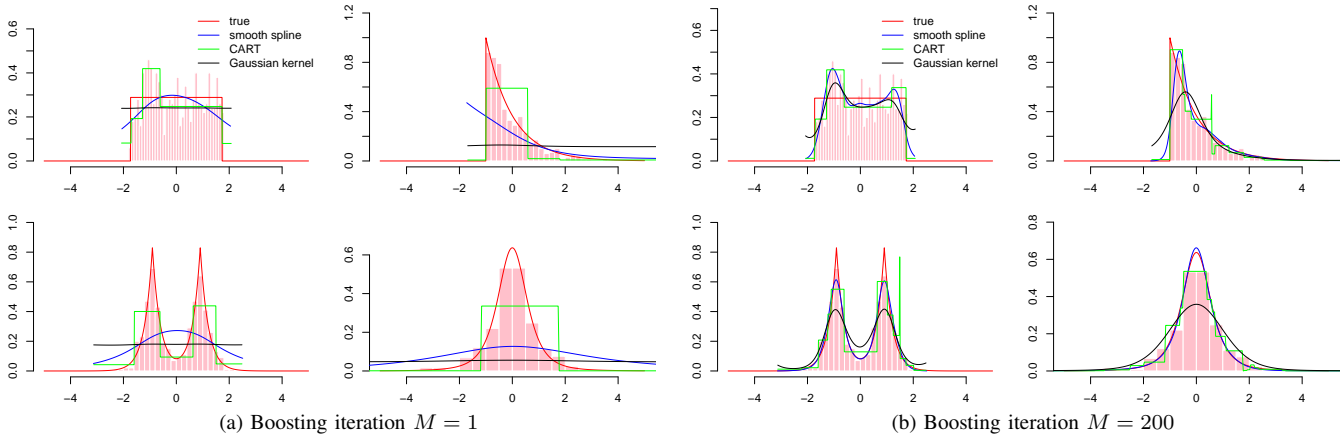 true
smooth spline
CART
Gaussian kernel
0.0 0.2 0.4 0.6
−4 −2 0 2 4
0.0 0.4 0.8 1.2
−4 −2 0 2 4
0.0 0.2 0.4 0.6 0.8 1.0
−4 −2 0 2 4
0.0 0.2 0.4 0.6
−4 −2 0 2 4
(a) Boosting iteration M = 1
true
smooth spline
CART
Gaussian kernel
0.0 0.2 0.4 0.6
−4 −2 0 2 4
0.0 0.4 0.8 1.2
−4 −2 0 2 4
0.0 0.2 0.4 0.6 0.8 1.0
−4 −2 0 2 4
0.0 0.2 0.4 0.6 0.8
−4 −2 0 2 4
(b) Boosting iteration M = 200